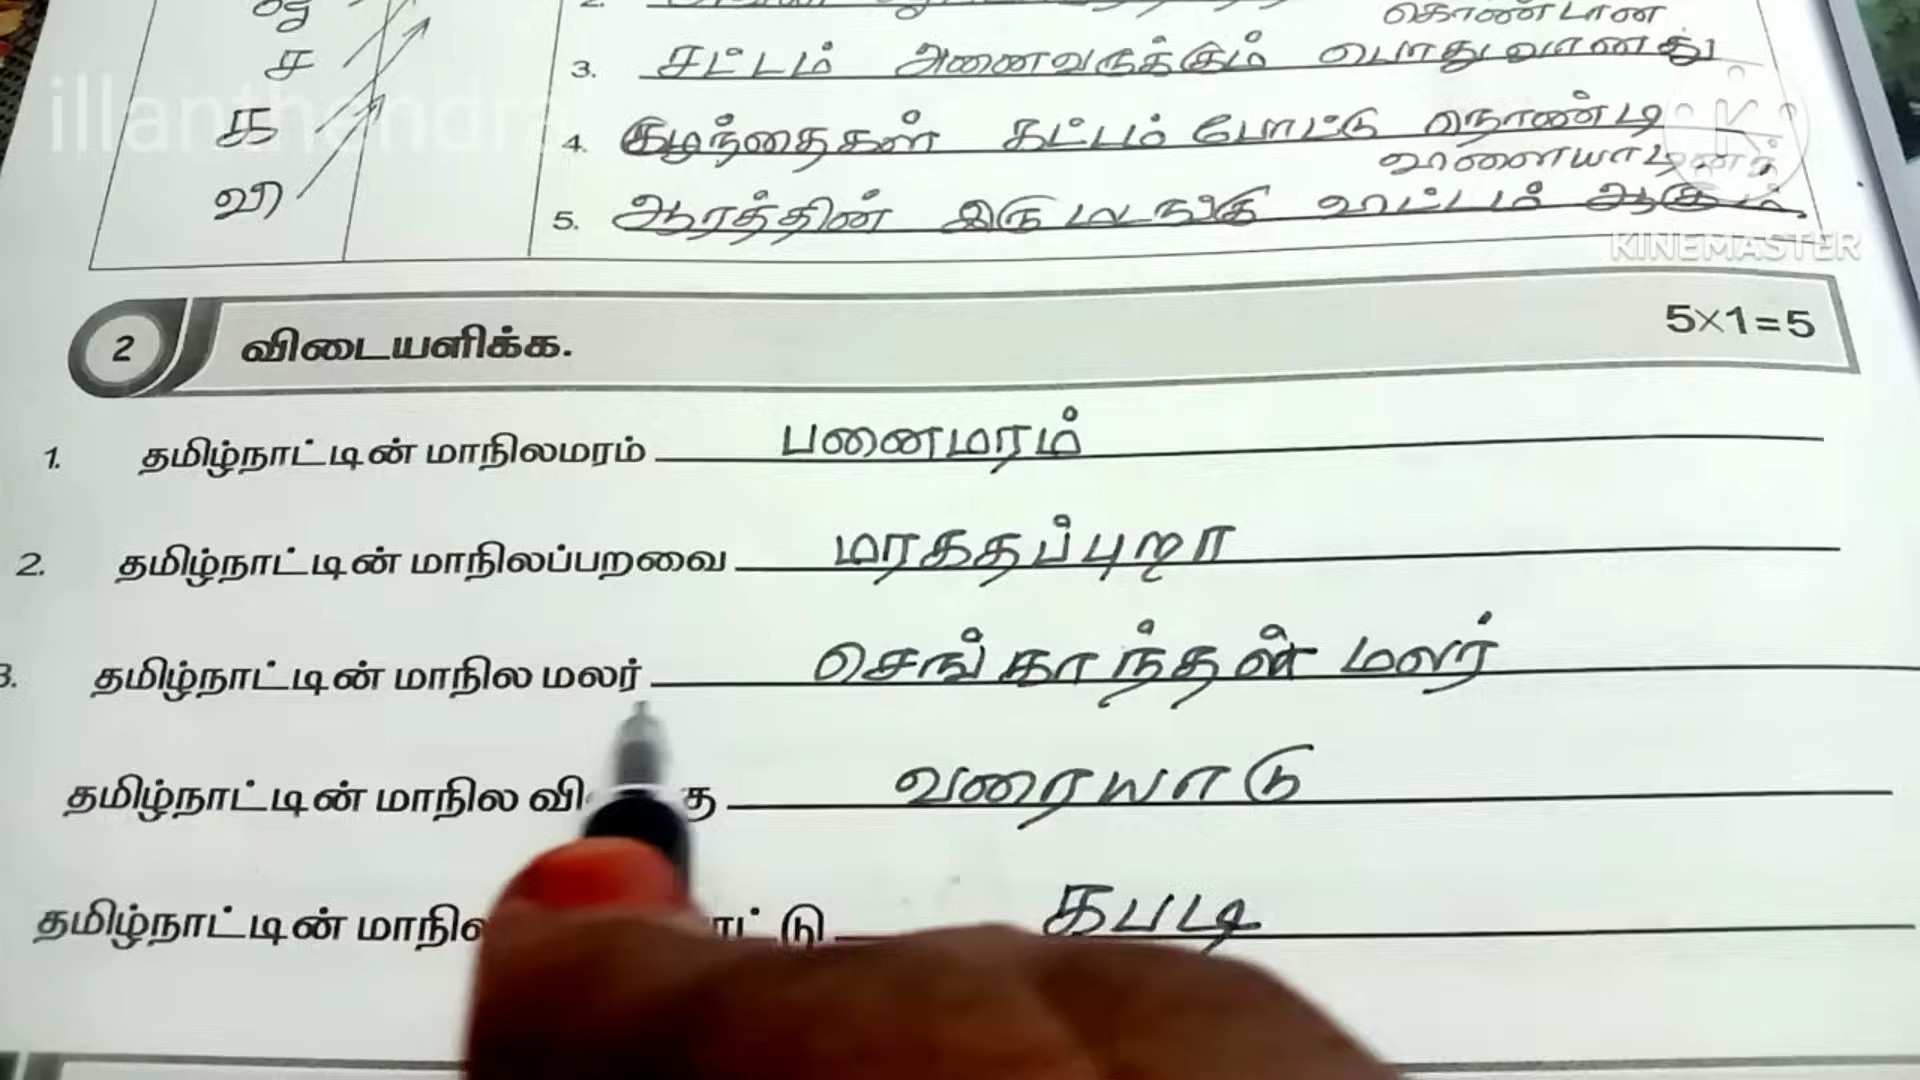 கொண்டான
ச
3. சட்டம் அனைவருக்கும் பொதுவானது
illanthendral
க
4. குழந்தைகள் கட்டம் போட்டு நொண்டி
விளையாடினர்
வி
5. ஆரத்தின் இரு மடங்கு விட்டம் ஆகும்.
KINEMASTER
2 விடையளிக்க. 5×1=5
1. தமிழ்நாட்டின் மாநிலமரம் பனைமரம்
2. தமிழ்நாட்டின் மாநிலப்பறவை மரகதப்புறா
3. தமிழ்நாட்டின் மாநில மலர் செங்காந்தள் மலர்
தமிழ்நாட்டின் மாநில வரையாடு
தமிழ்நாட்டின் கபடி